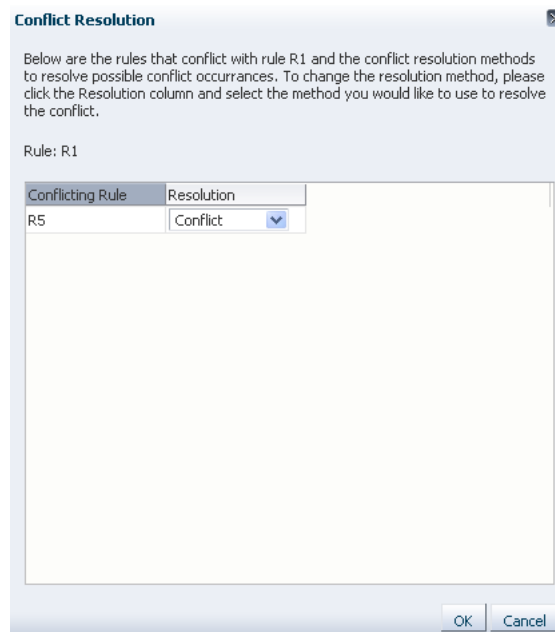 Conflict Resolution
Below are the rules that conflict with rule R1 and the conflict resolution methods
to resolve possible conflict occurrances. To change the resolution method, please
click the Resolution column and select the method you would like to use to resolve
the conflict.
Rule: R1
Conflicting Rule Resolution
R5 Conflict
OK Cancel